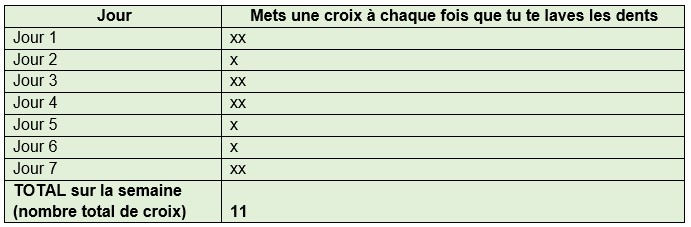 Jour Mets une croix à chaque fois que tu te laves les dents
Jour 1 xx
Jour 2 x
Jour 3 xx
Jour 4 xx
Jour 5 x
Jour 6 x
Jour 7 xx
TOTAL sur la semaine
(nombre total de croix) 11